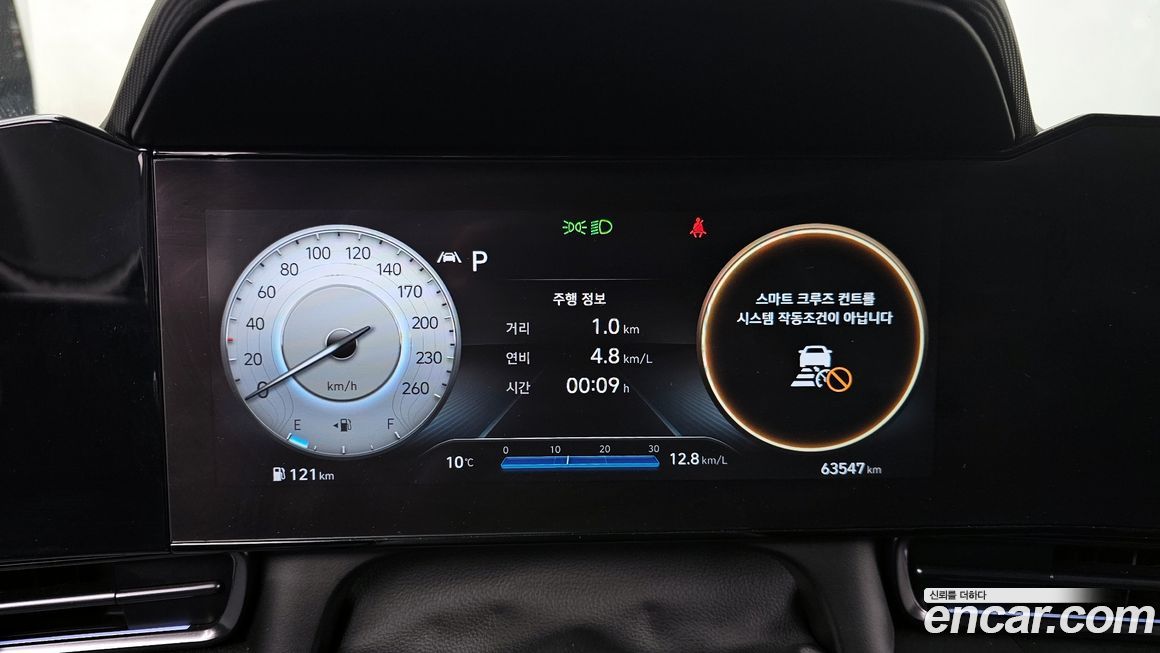 P
100 120
80 140
60 170
40 200
20 230
0 260
km/h
E F
121 km
주행 정보
거리 1.0 km
연비 4.8 km/L
시간 00:09 h
0 10 20 30
10℃ 12.8 km/L
스마트 크루즈 컨트롤
시스템 작동조건이 아닙니다
63547 km
신뢰를 더하다
encar.com